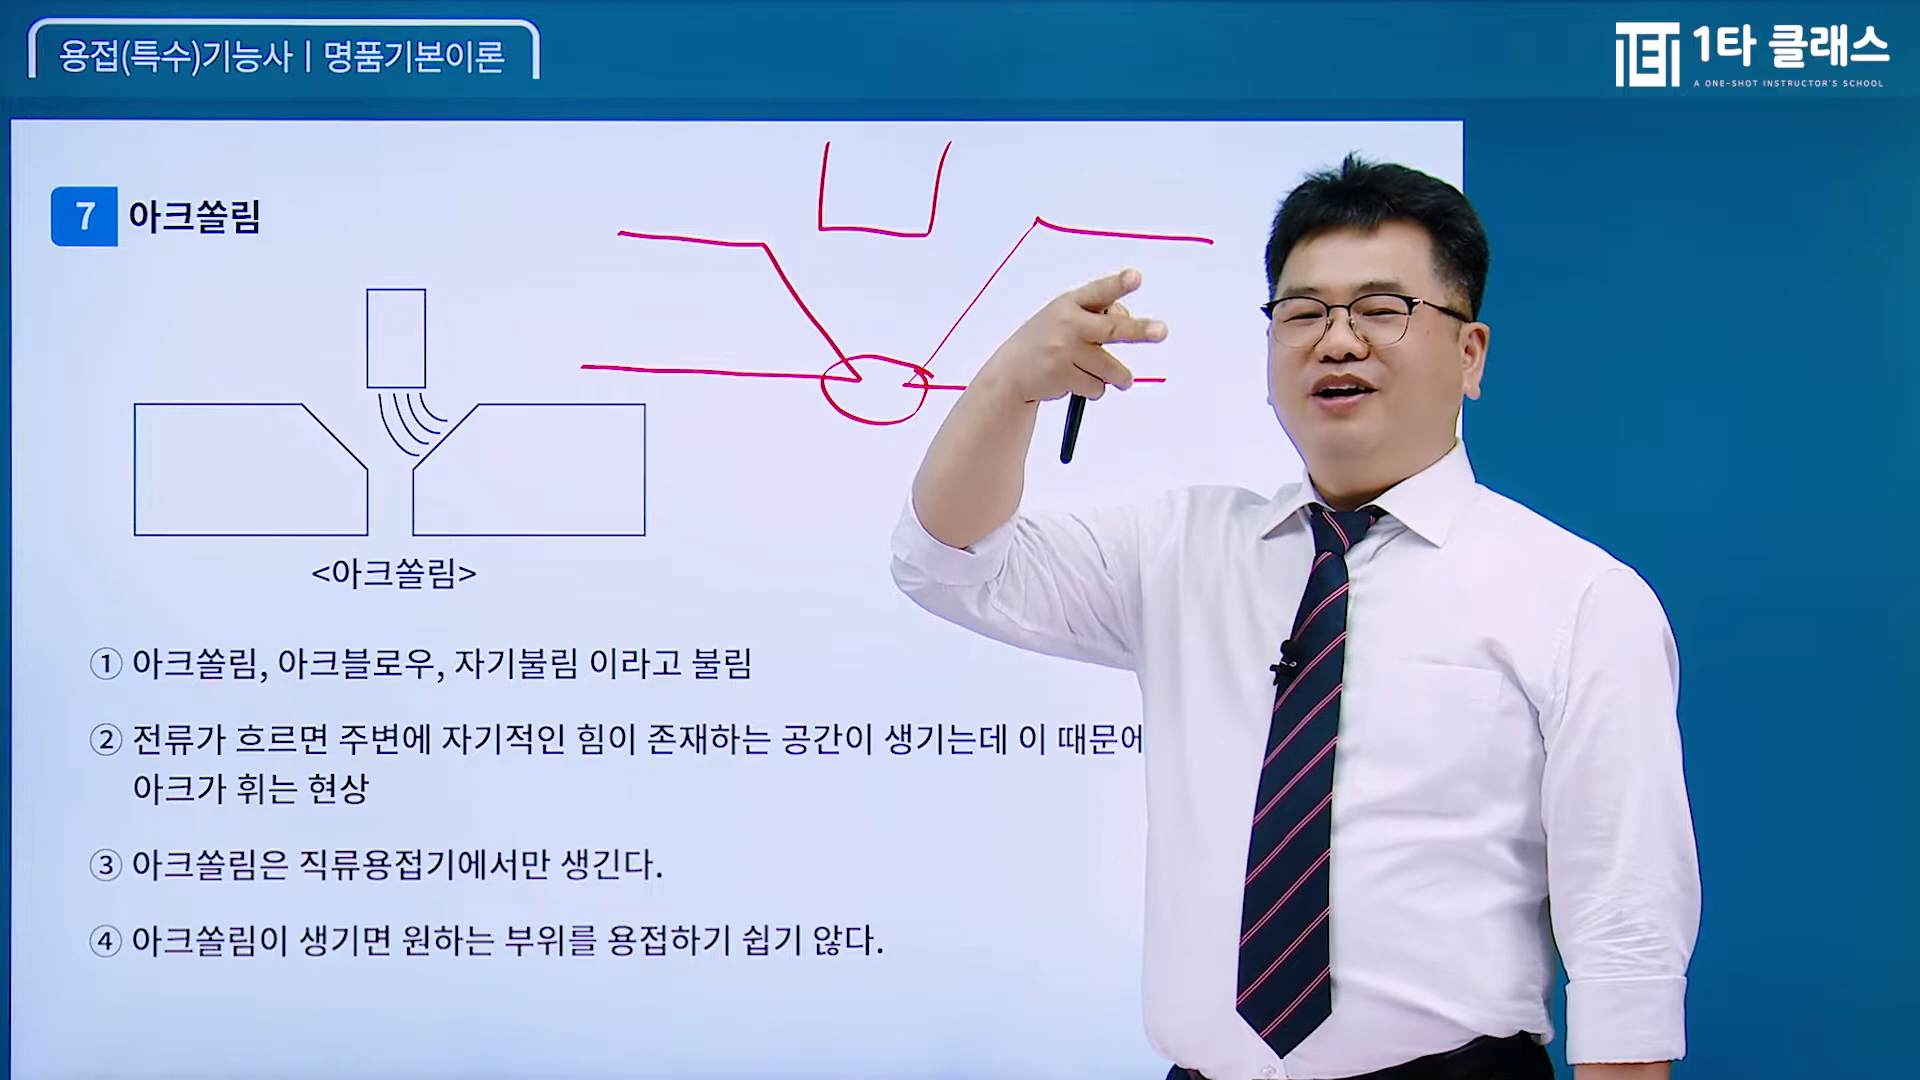 용접(특수)기능사 | 명품기본이론
1타 클래스
A ONE-SHOT INSTRUCTOR'S SCHOOL
7 아크쏠림
<아크쏠림>
① 아크쏠림, 아크블로우, 자기불림 이라고 불림
② 전류가 흐르면 주변에 자기적인 힘이 존재하는 공간이 생기는데 이 때문에
아크가 휘는 현상
③ 아크쏠림은 직류용접기에서만 생긴다.
④ 아크쏠림이 생기면 원하는 부위를 용접하기 쉽기 않다.